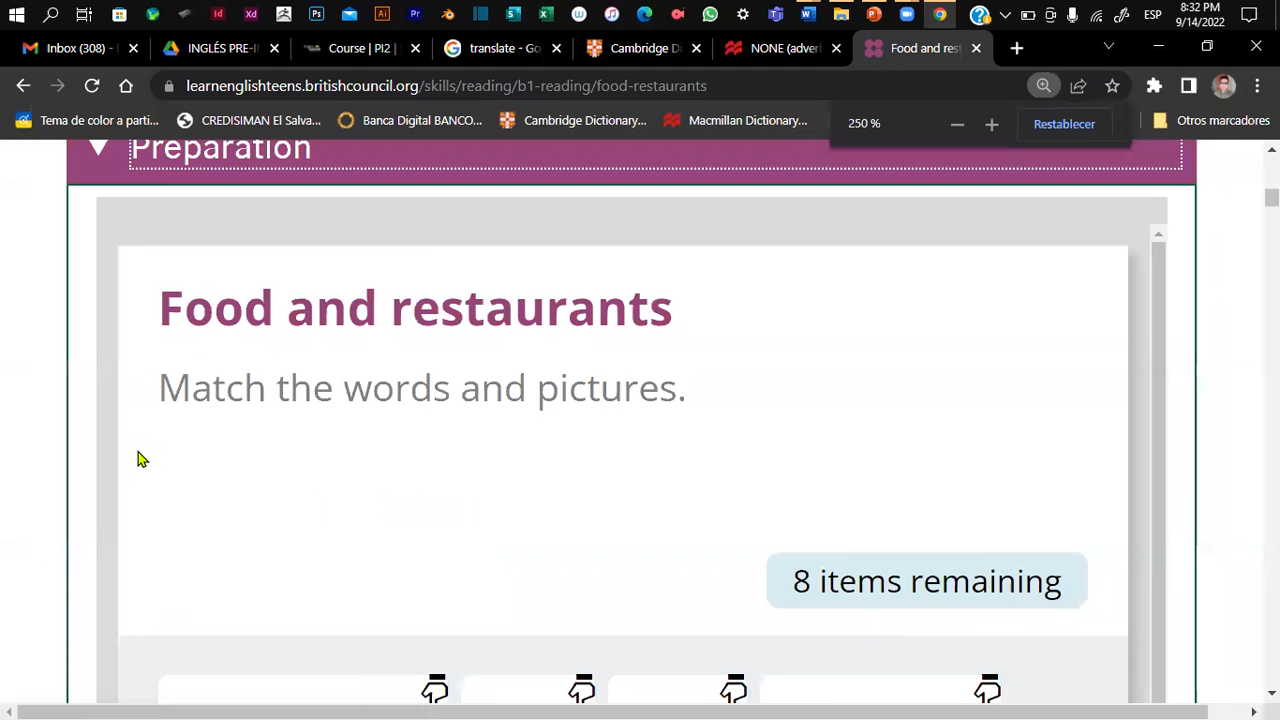 8:32 PM
ESP
9/14/2022
Inbox (308) -
INGLÉS PRE-I
Course | PI2 |
translate - Go
Cambridge D
NONE (adver
Food and res
learnenglishteens.britishcouncil.org/skills/reading/b1-reading/food-restaurants
Tema de color a parti...
CREDISIMAN El Salva...
Banca Digital BANCO...
Cambridge Dictionary...
Macmillan Dictionary...
250 %
Restablecer
Otros marcadores
Preparation
Food and restaurants
Match the words and pictures.
8 items remaining